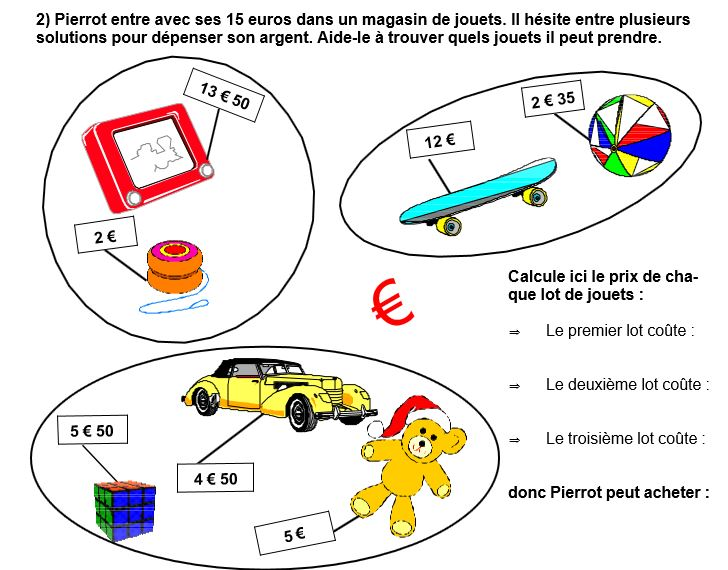 2) Pierrot entre avec ses 15 euros dans un magasin de jouets. Il hésite entre plusieurs
solutions pour dépenser son argent. Aide-le à trouver quels jouets il peut prendre.
13 € 50
2 €
12 €
2 € 35
€
Calcule ici le prix de cha-
que lot de jouets :
⇒ Le premier lot coûte :
⇒ Le deuxième lot coûte :
⇒ Le troisième lot coûte :
donc Pierrot peut acheter :
5 € 50
4 € 50
5 €